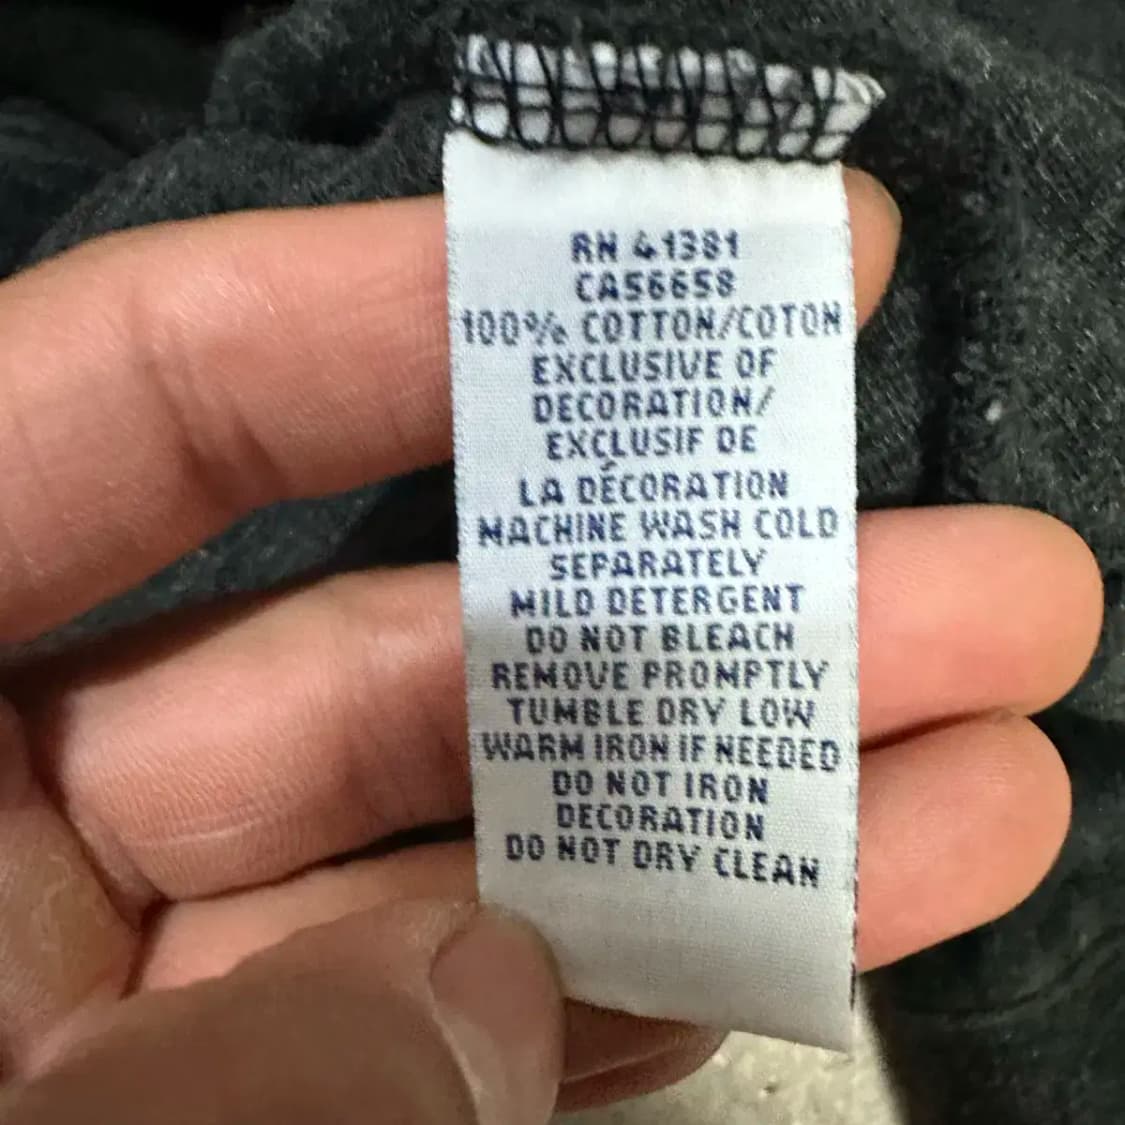 RN 41381
CA56658
100% COTTON/COTON
EXCLUSIVE OF
DECORATION/
EXCLUSIF DE
LA DÉCORATION
MACHINE WASH COLD
SEPARATELY
MILD DETERGENT
DO NOT BLEACH
REMOVE PROMPTLY
TUMBLE DRY LOW
WARM IRON IF NEEDED
DO NOT IRON
DECORATION
DO NOT DRY CLEAN